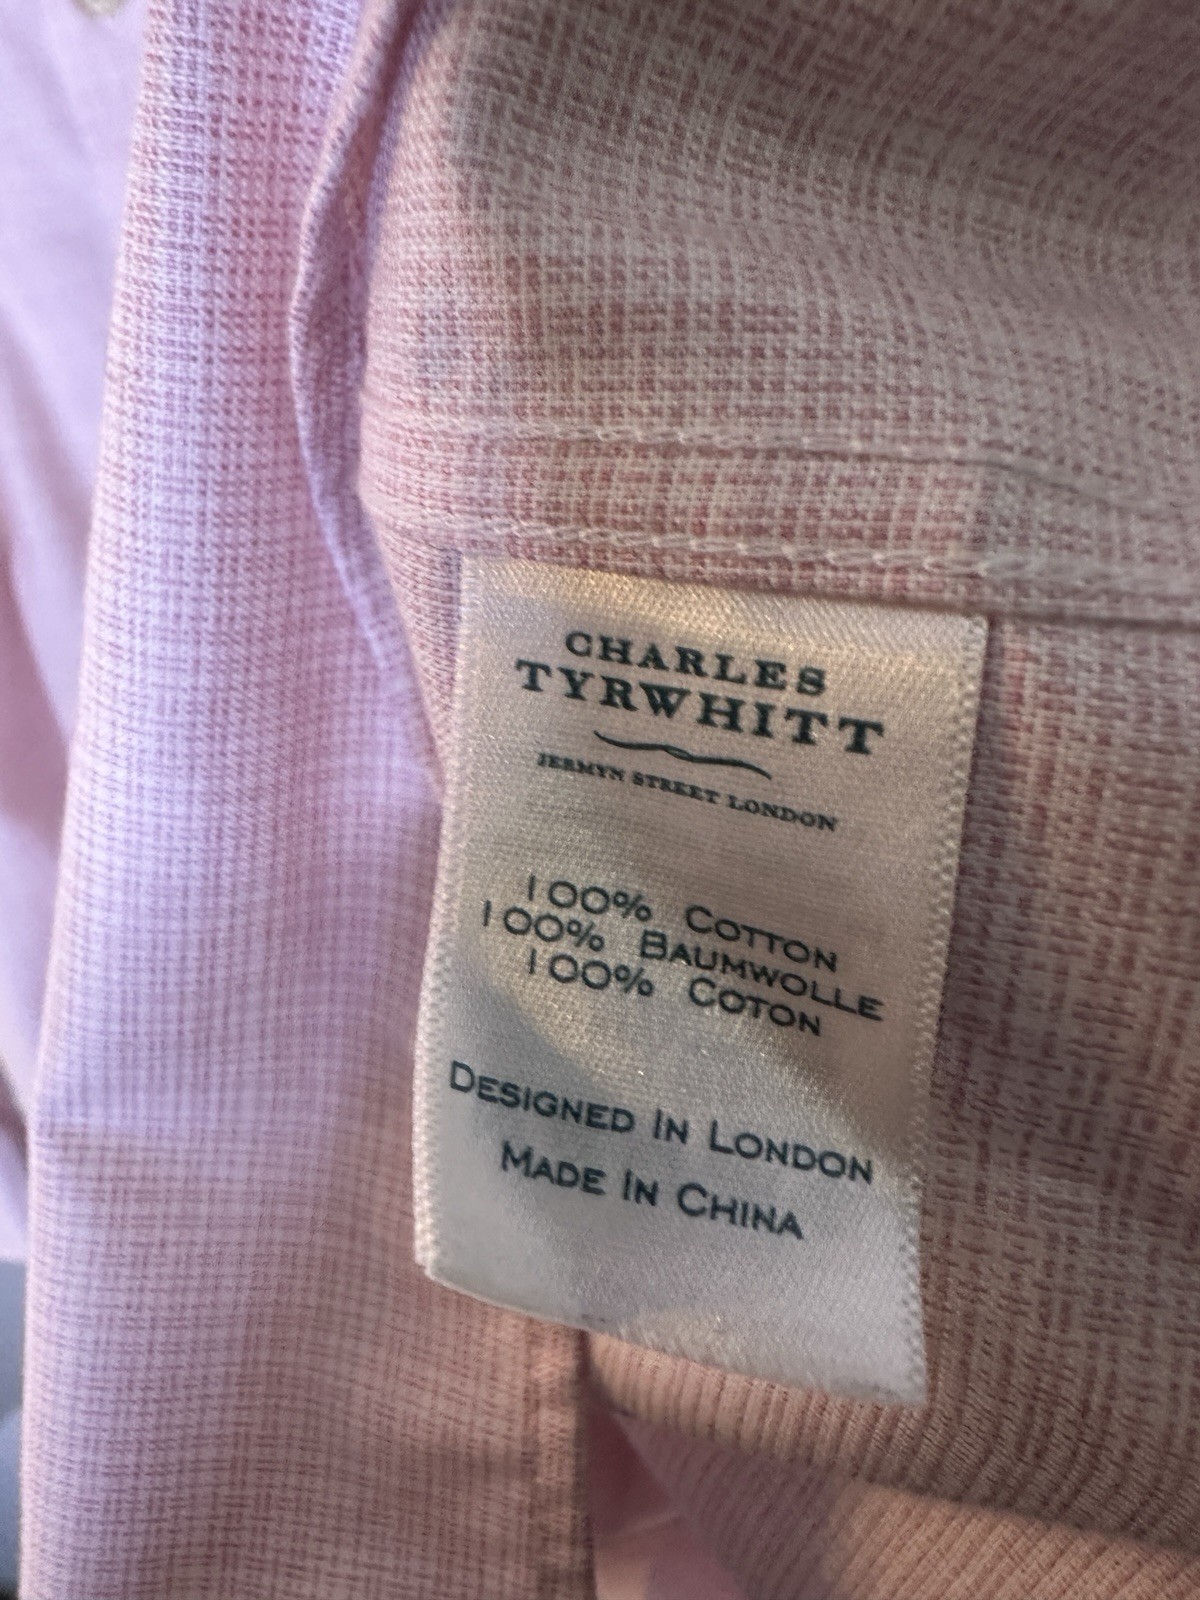 CHARLES
TYRWHITT
JERMYN STREET LONDON
100% COTTON
100% BAUMWOLLE
100% COTON
DESIGNED IN LONDON
MADE IN CHINA